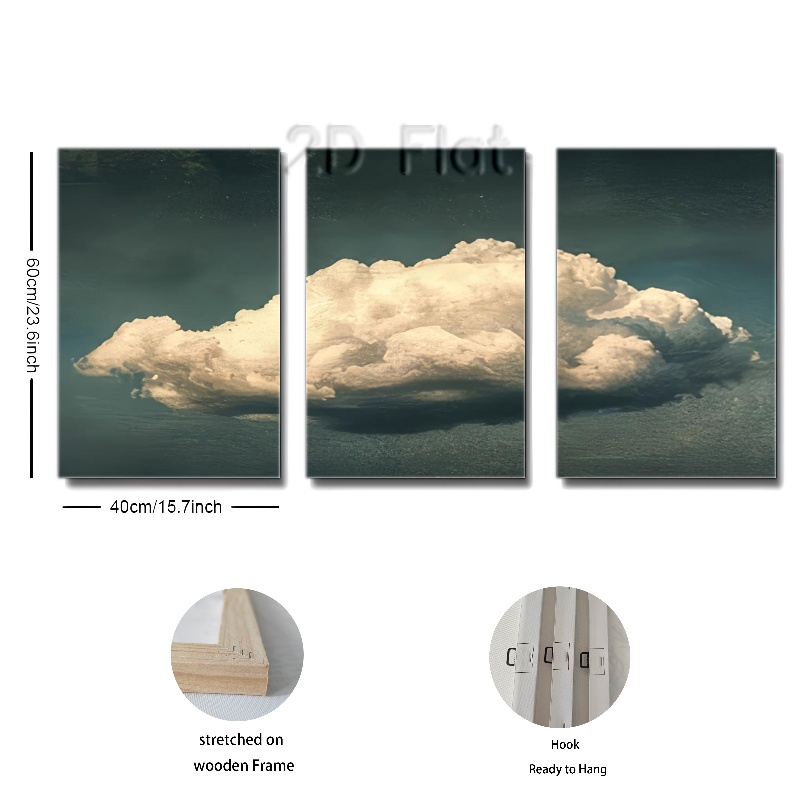 2D Flat
60cm/23.6inch
40cm/15.7inch
stretched on
wooden Frame
Hook
Ready to Hang